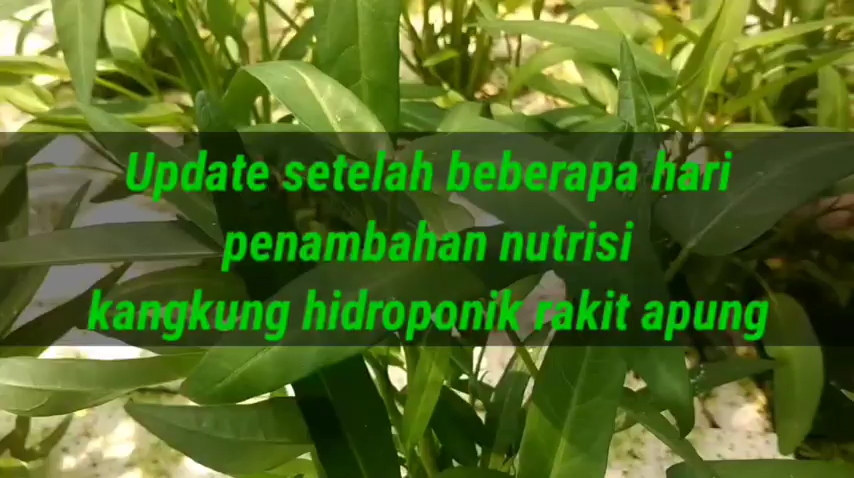 Update setelah beberapa hari
penambahan nutrisi
kangkung hidroponik rakit apung